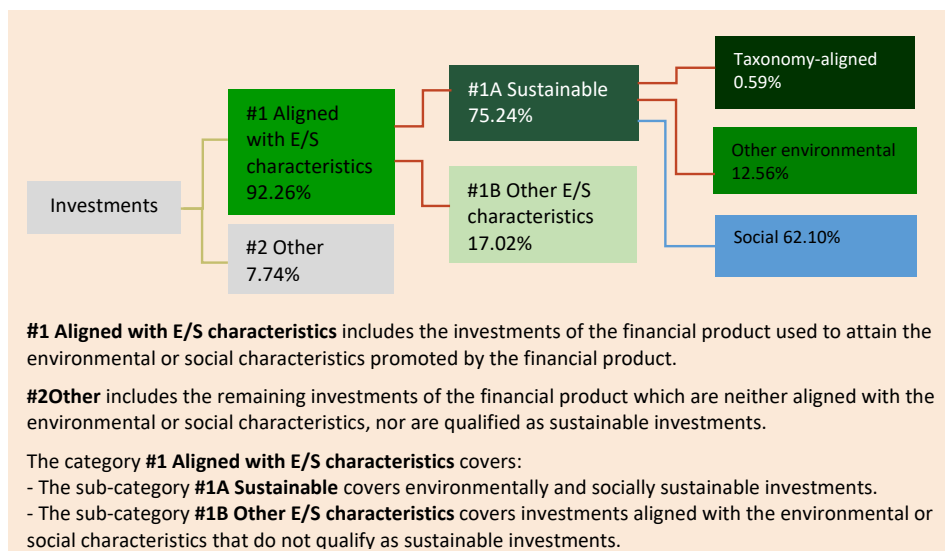 Investments
#1 Aligned
with E/S
characteristics
92.26%
#2 Other
7.74%
#1A Sustainable
75.24%
#1B Other E/S
characteristics
17.02%
Taxonomy-aligned
0.59%
Other environmental
12.56%
Social 62.10%
#1 Aligned with E/S characteristics includes the investments of the financial product used to attain the
environmental or social characteristics promoted by the financial product.
#2Other includes the remaining investments of the financial product which are neither aligned with the
environmental or social characteristics, nor are qualified as sustainable investments.
The category #1 Aligned with E/S characteristics covers:
- The sub-category #1A Sustainable covers environmentally and socially sustainable investments.
- The sub-category #1B Other E/S characteristics covers investments aligned with the environmental or
social characteristics that do not qualify as sustainable investments.